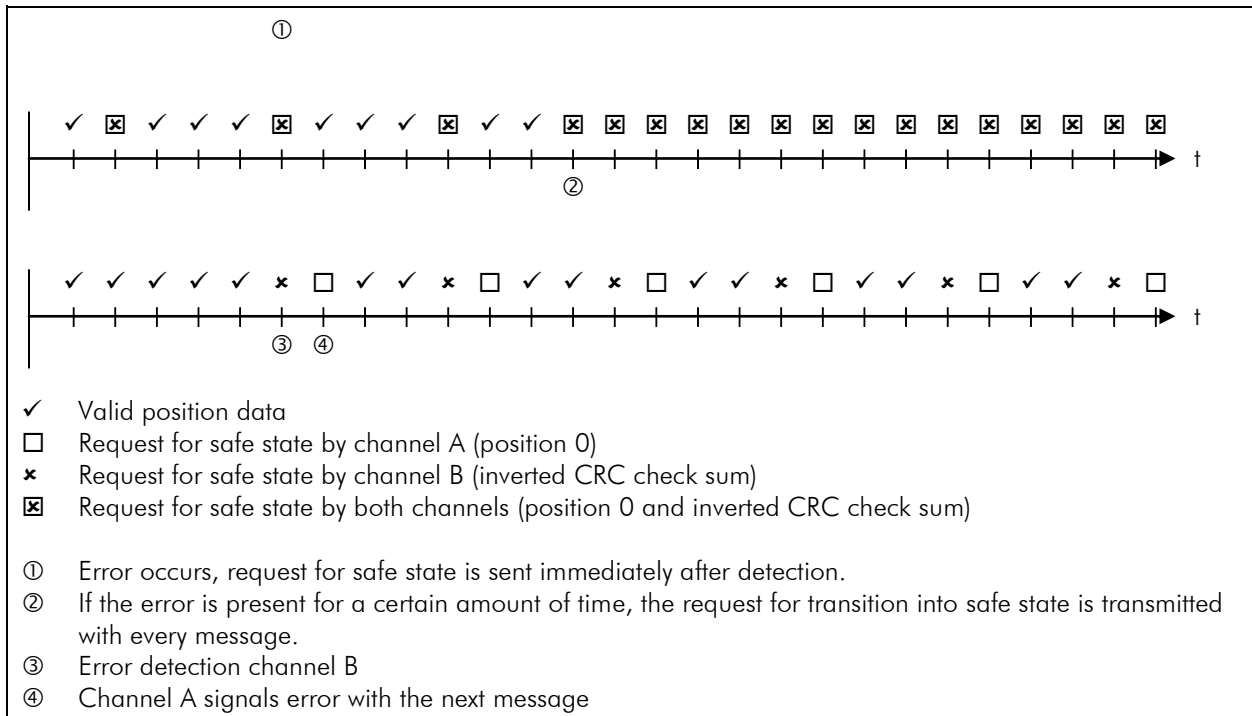 ①
✓ 🗷 ✓ ✓ ✓ 🗷 ✓ ✓ ✓ 🗷 ✓ ✓ 🗷 🗷 🗷 🗷 🗷 🗷 🗷 🗷 🗷 🗷 🗷 🗷 🗷 🗷 🗷
t
②
✓ ✓ ✓ ✓ ✓ × □ ✓ ✓ × □ ✓ ✓ × □ ✓ ✓ × □ ✓ ✓ × □ ✓ ✓ × □
t
③ ④
✓ Valid position data
□ Request for safe state by channel A (position 0)
× Request for safe state by channel B (inverted CRC check sum)
🗷 Request for safe state by both channels (position 0 and inverted CRC check sum)
① Error occurs, request for safe state is sent immediately after detection.
② If the error is present for a certain amount of time, the request for transition into safe state is transmitted
with every message.
③ Error detection channel B
④ Channel A signals error with the next message